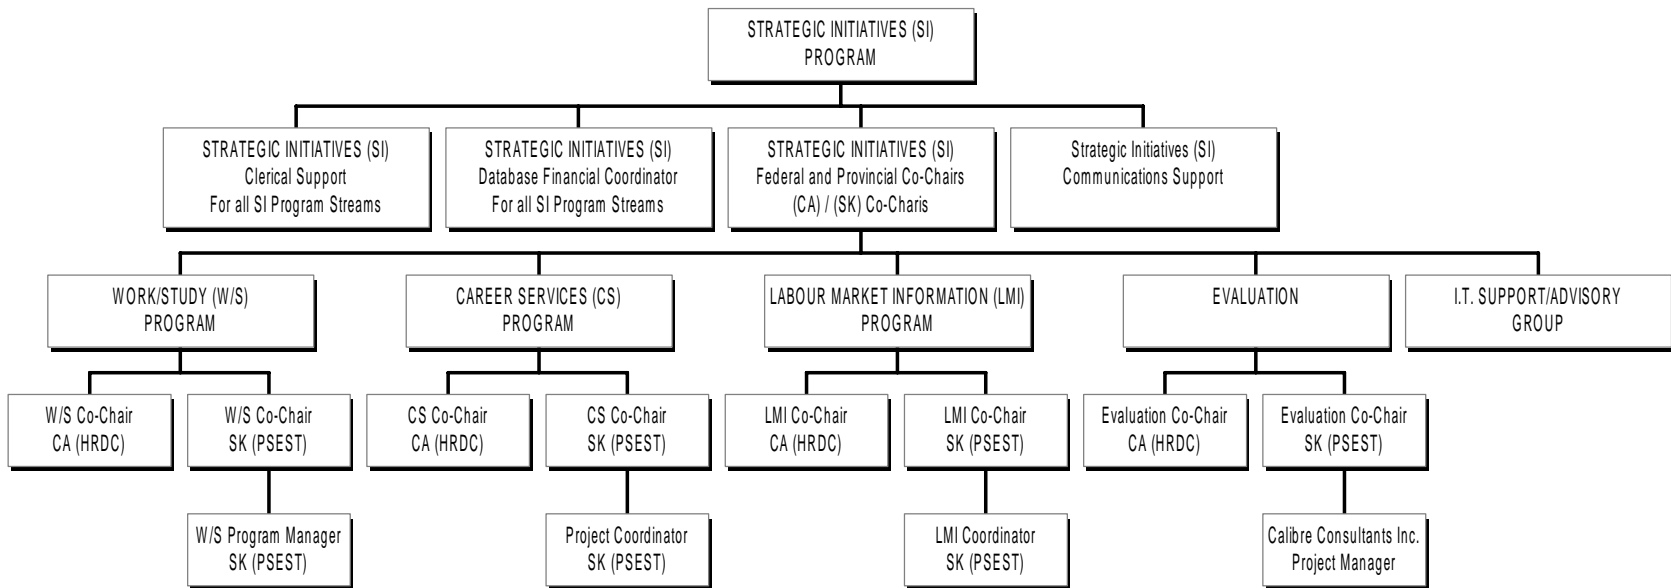 STRATEGIC INITIATIVES (SI)
PROGRAM
STRATEGIC INITIATIVES (SI)
Clerical Support
For all SI Program Streams
STRATEGIC INITIATIVES (SI)
Database Financial Coordinator
For all SI Program Streams
STRATEGIC INITIATIVES (SI)
Federal and Provincial Co-Chairs
(CA) / (SK) Co-Charis
Strategic Initiatives (SI)
Communications Support
WORK/STUDY (W/S)
PROGRAM
CAREER SERVICES (CS)
PROGRAM
LABOUR MARKET INFORMATION (LMI)
PROGRAM
EVALUATION
I.T. SUPPORT/ADVISORY
GROUP
W/S Co-Chair
CA (HRDC)
W/S Co-Chair
SK (PSEST)
CS Co-Chair
CA (HRDC)
CS Co-Chair
SK (PSEST)
LMI Co-Chair
CA (HRDC)
LMI Co-Chair
SK (PSEST)
Evaluation Co-Chair
CA (HRDC)
Evaluation Co-Chair
SK (PSEST)
W/S Program Manager
SK (PSEST)
Project Coordinator
SK (PSEST)
LMI Coordinator
SK (PSEST)
Calibre Consultants Inc.
Project Manager